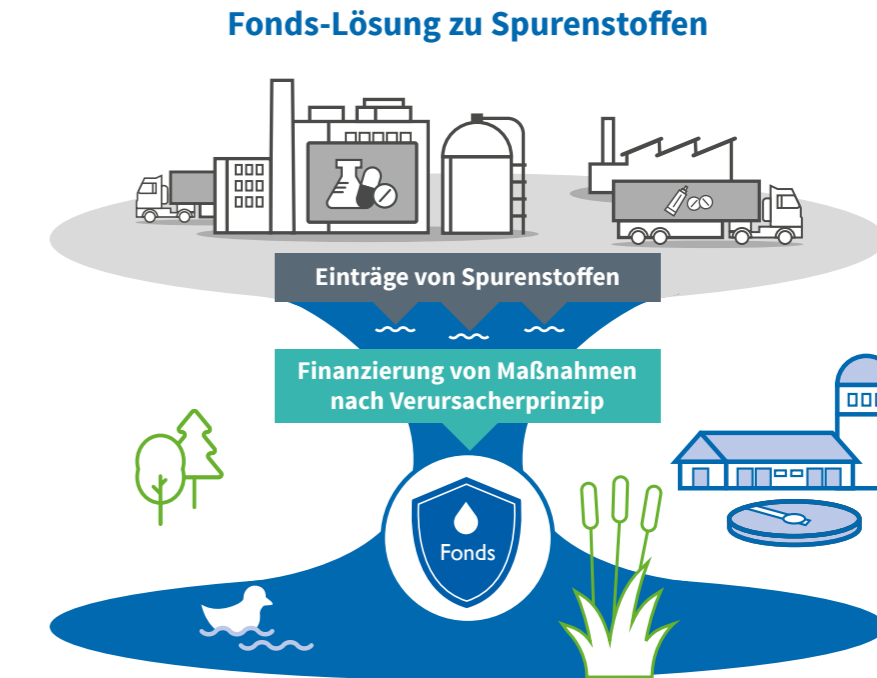 Fonds-Lösung zu Spurenstoffen
Einträge von Spurenstoffen
Finanzierung von Maßnahmen
nach Verursacherprinzip
Fonds